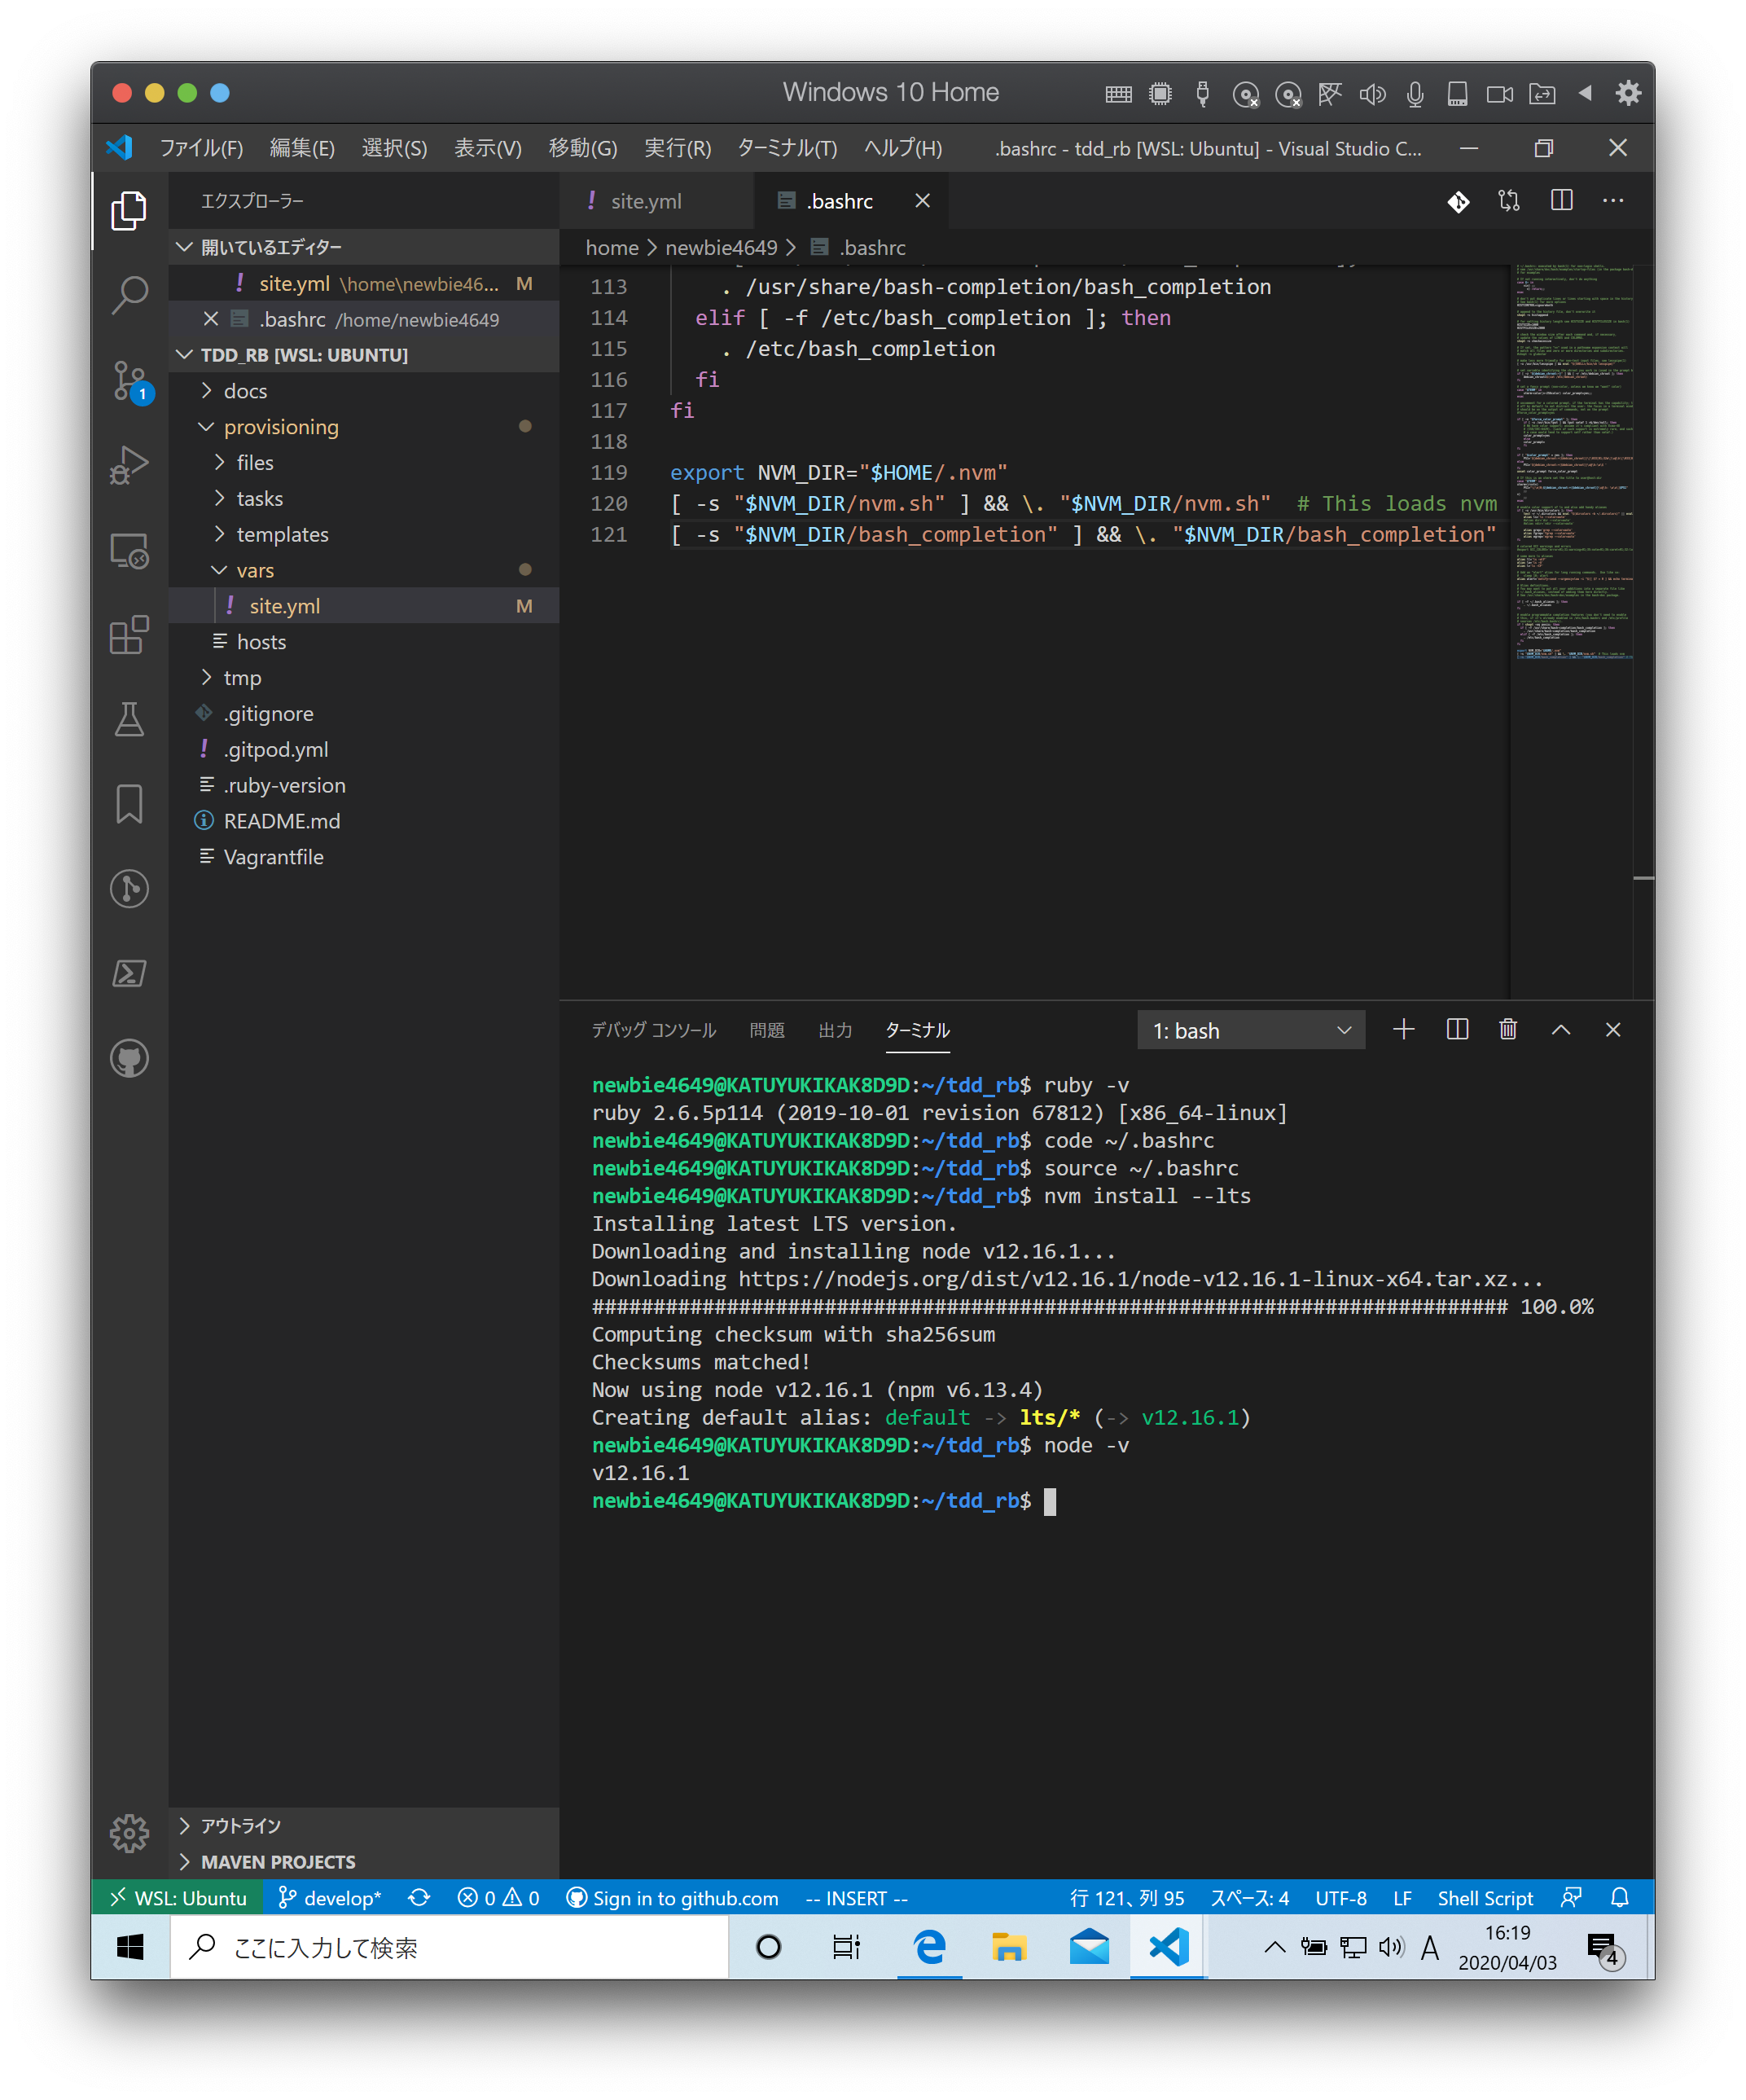 Windows 10 Home
ファイル(F) 編集(E) 選択(S) 表示(V) 移動(G) 実行(R) ターミナル(T) ヘルプ(H) .bashrc - tdd_rb [WSL: Ubuntu] - Visual Studio C...
エクスプローラー
! site.yml .bashrc
開いているエディター
home > newbie4649 > .bashrc
! site.yml \home\newbie46... M
.bashrc /home/newbie4649
TDD_RB [WSL: UBUNTU]
docs
provisioning
files
tasks
templates
vars
! site.yml M
hosts
tmp
.gitignore
! .gitpod.yml
.ruby-version
README.md
Vagrantfile
アウトライン
MAVEN PROJECTS
1
113 . /usr/share/bash-completion/bash_completion
114 elif [ -f /etc/bash_completion ]; then
115 . /etc/bash_completion
116 fi
117 fi
118
119 export NVM_DIR="$HOME/.nvm"
120 [ -s "$NVM_DIR/nvm.sh" ] && \. "$NVM_DIR/nvm.sh"  # This loads nvm
121 [ -s "$NVM_DIR/bash_completion" ] && \. "$NVM_DIR/bash_completion"
デバッグ コンソール 問題 出力 ターミナル 1: bash
newbie4649@KATUYUKIKAK8D9D:~/tdd_rb$ ruby -v
ruby 2.6.5p114 (2019-10-01 revision 67812) [x86_64-linux]
newbie4649@KATUYUKIKAK8D9D:~/tdd_rb$ code ~/.bashrc
newbie4649@KATUYUKIKAK8D9D:~/tdd_rb$ source ~/.bashrc
newbie4649@KATUYUKIKAK8D9D:~/tdd_rb$ nvm install --lts
Installing latest LTS version.
Downloading and installing node v12.16.1...
Downloading https://nodejs.org/dist/v12.16.1/node-v12.16.1-linux-x64.tar.xz...
########################################################################### 100.0%
Computing checksum with sha256sum
Checksums matched!
Now using node v12.16.1 (npm v6.13.4)
Creating default alias: default -> lts/* (-> v12.16.1)
newbie4649@KATUYUKIKAK8D9D:~/tdd_rb$ node -v
v12.16.1
newbie4649@KATUYUKIKAK8D9D:~/tdd_rb$
WSL: Ubuntu develop* 0 0 Sign in to github.com -- INSERT -- 行 121、列 95 スペース: 4 UTF-8 LF Shell Script
ここに入力して検索
A 16:19
2020/04/03
4